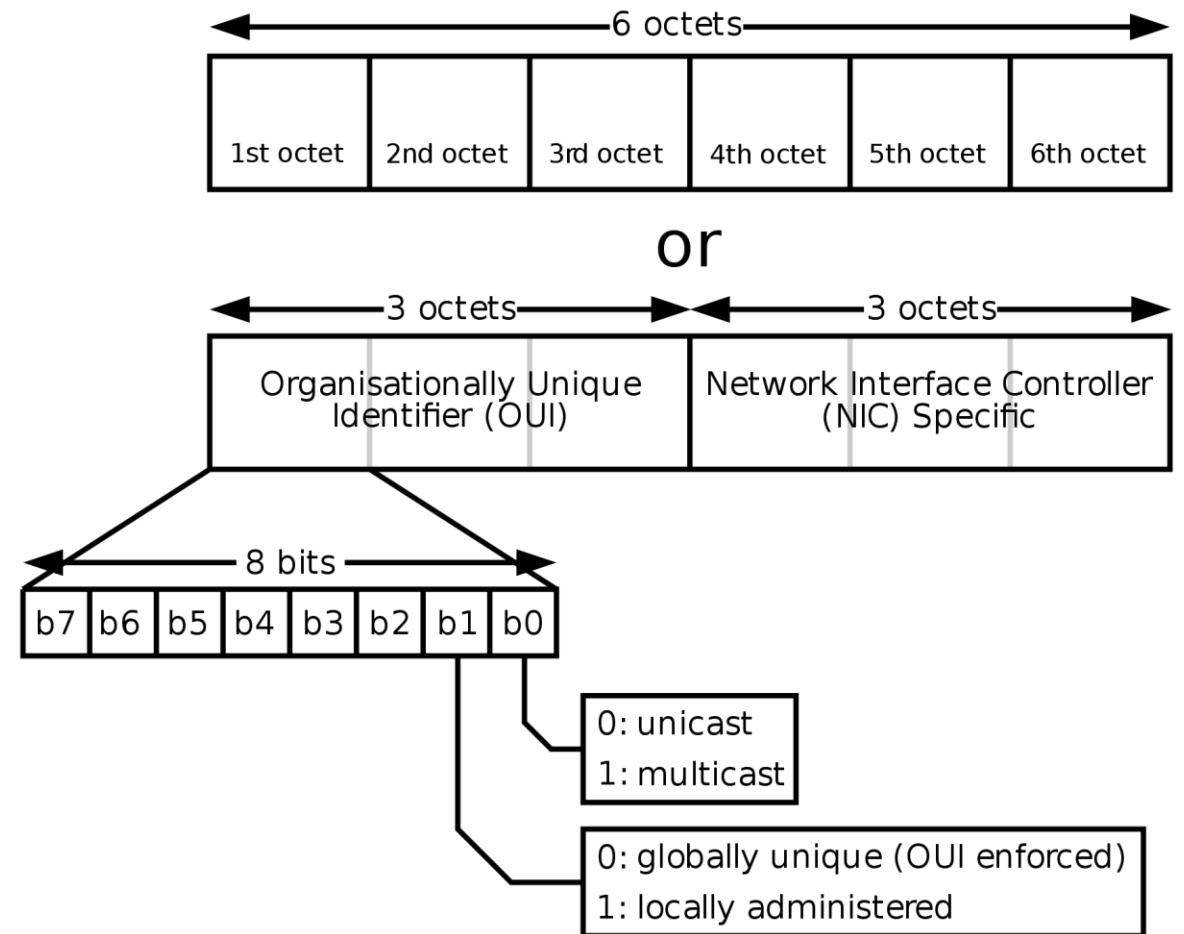 6 octets
1st octet 2nd octet 3rd octet 4th octet 5th octet 6th octet
or
3 octets 3 octets
Organisationally Unique Network Interface Controller
Identifier (OUI) (NIC) Specific
8 bits
b7 b6 b5 b4 b3 b2 b1 b0
0: unicast
1: multicast
0: globally unique (OUI enforced)
1: locally administered